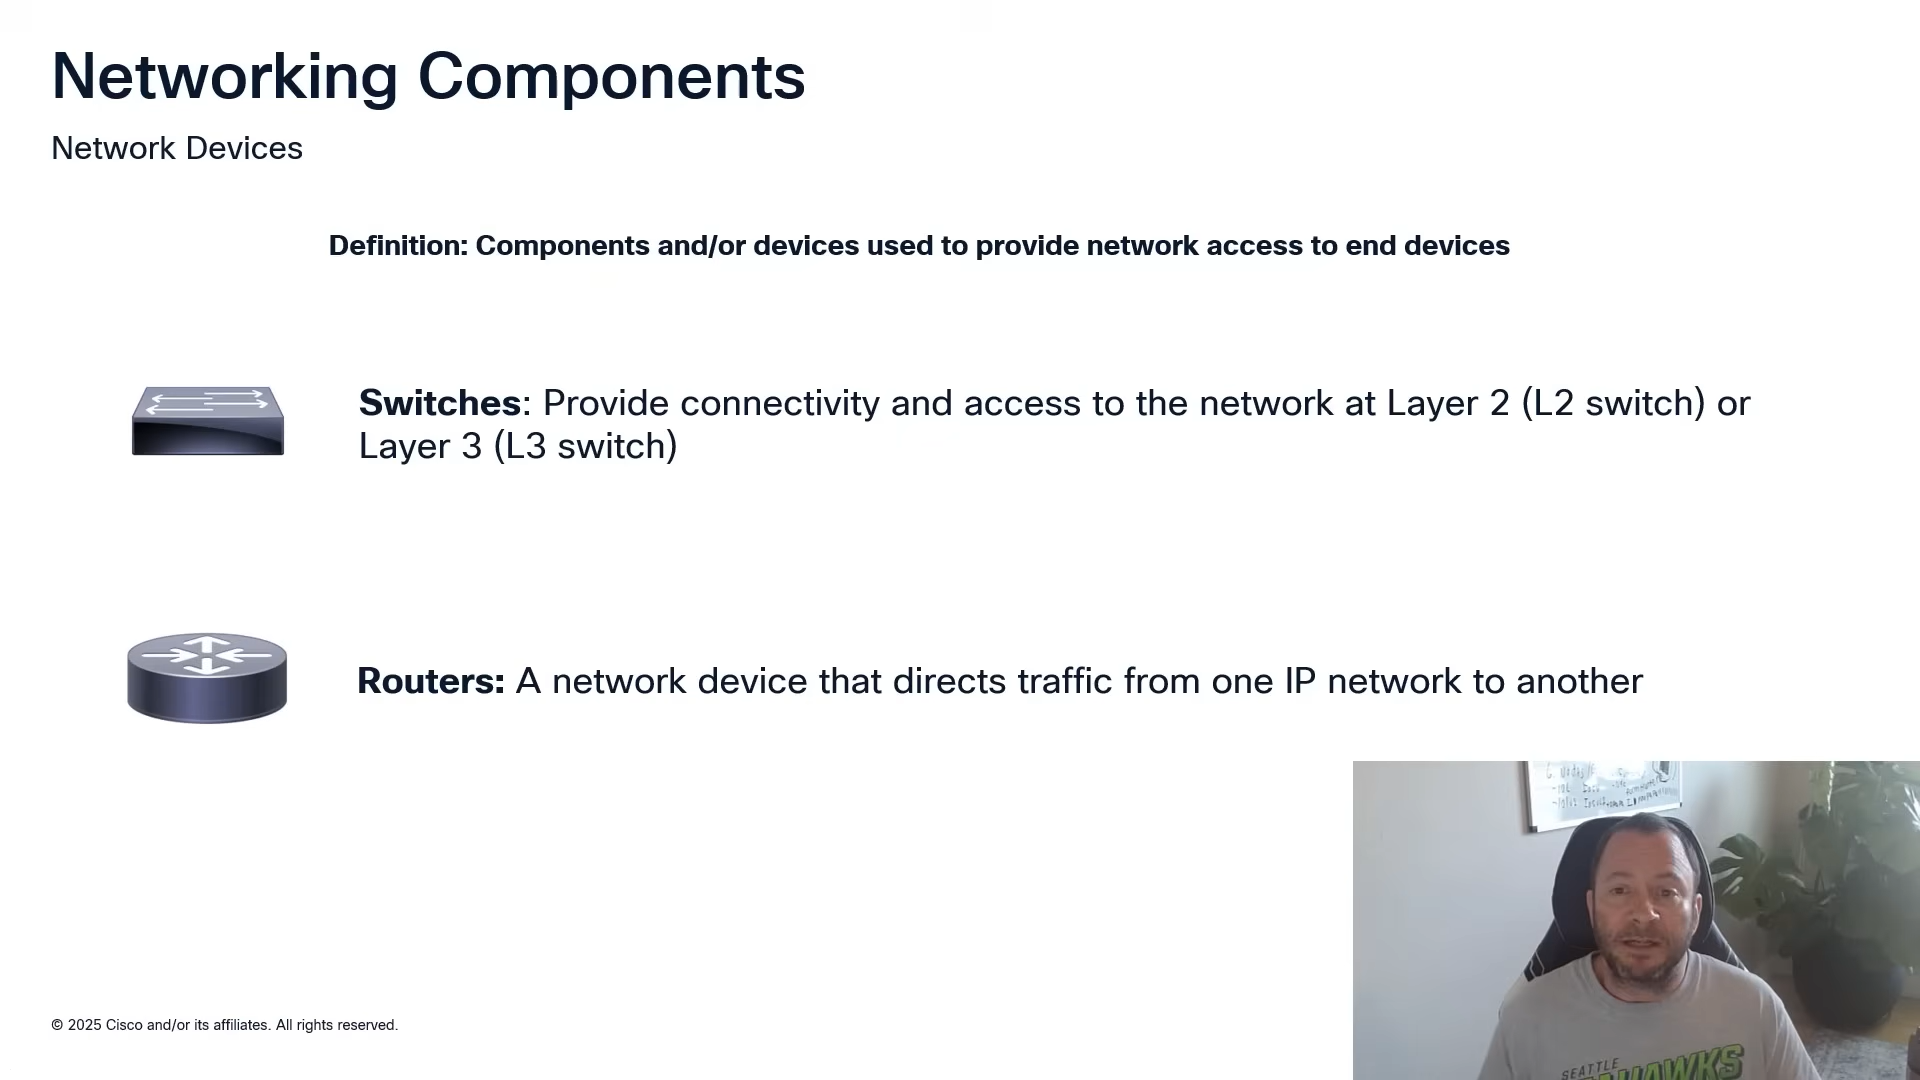 Networking Components
Network Devices
Definition: Components and/or devices used to provide network access to end devices
Switches: Provide connectivity and access to the network at Layer 2 (L2 switch) or
Layer 3 (L3 switch)
Routers: A network device that directs traffic from one IP network to another
© 2025 Cisco and/or its affiliates. All rights reserved.
SEATTLE